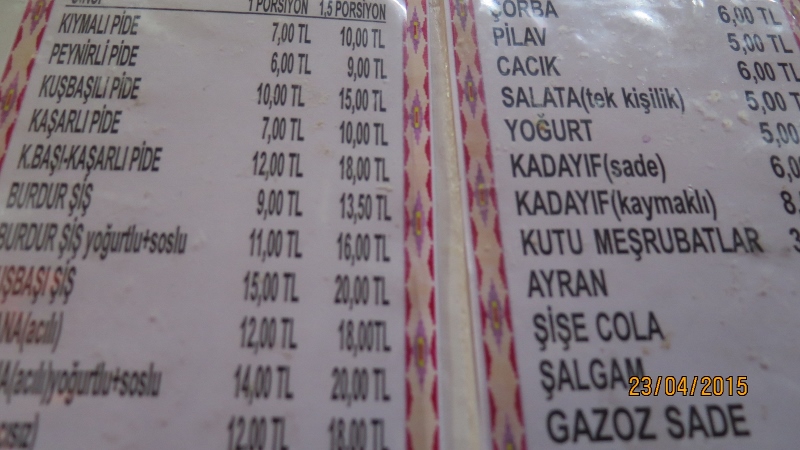 1 PORSİYON 1,5 PORSİYON
KIYMALI PİDE 7,00 TL 10,00 TL
PEYNİRLİ PİDE 6,00 TL 9,00 TL
KUŞBAŞILI PİDE 10,00 TL 15,00 TL
KAŞARLI PİDE 7,00 TL 10,00 TL
K.BAŞI-KAŞARLI PİDE 12,00 TL 18,00 TL
BURDUR ŞİŞ 9,00 TL 13,50 TL
BURDUR ŞİŞ yoğurtlu+soslu 11,00 TL 16,00 TL
ŞBAŞI ŞİŞ 15,00 TL 20,00 TL
ANA(acılı) 12,00 TL 18,00TL
A(acılı)yoğurtlu+soslu 14,00 TL 20,00 TL
cısız) 12,00 TL 18,00 TL
ÇORBA 6,00 TL
PİLAV 5,00 TL
CACIK 6,00 TL
SALATA(tek kişilik) 5,00 T
YOĞURT 5,00
KADAYIF(sade) 6,0
KADAYIF(kaymaklı) 8,
KUTU MEŞRUBATLAR 3
AYRAN
ŞİŞE COLA
ŞALGAM
GAZOZ SADE
23/04/2015